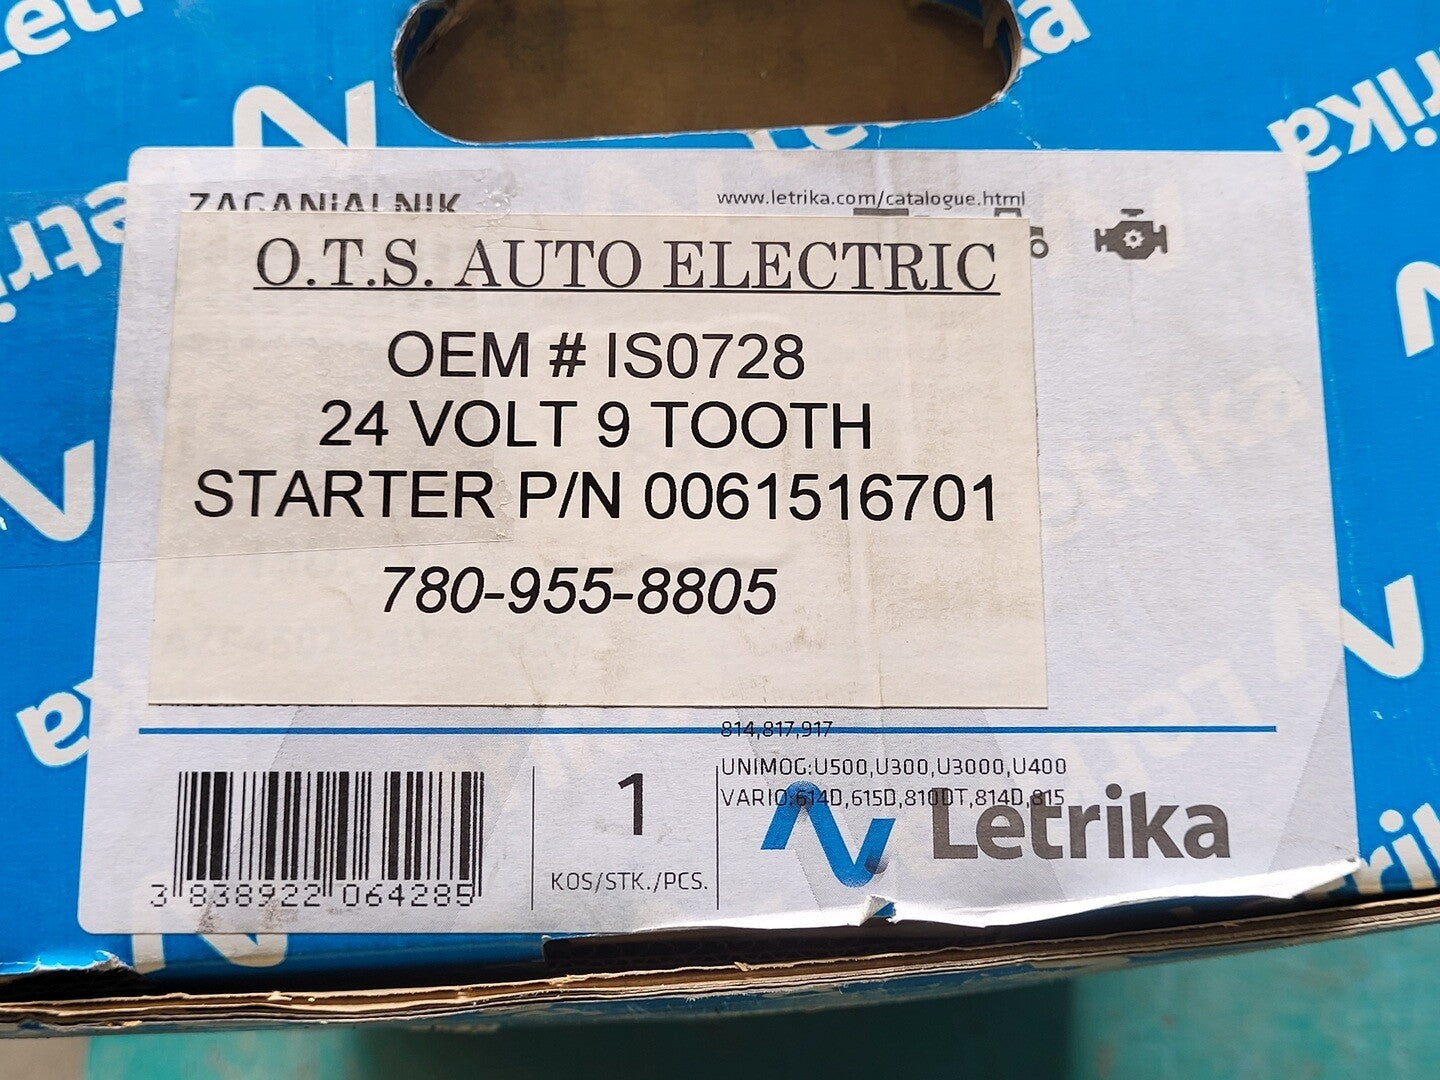 Letrika
ZAGANJALNIK
www.letrika.com/catalogue.html
O.T.S. AUTO ELECTRIC
OEM # IS0728
24 VOLT 9 TOOTH
STARTER P/N 0061516701
780-955-8805
814,817,917
UNIMOG:U500,U300,U3000,U400
VARIO:614D,615D,810DT,814D,815
1
KOS/STK./PCS.
Letrika
3 838922 064285